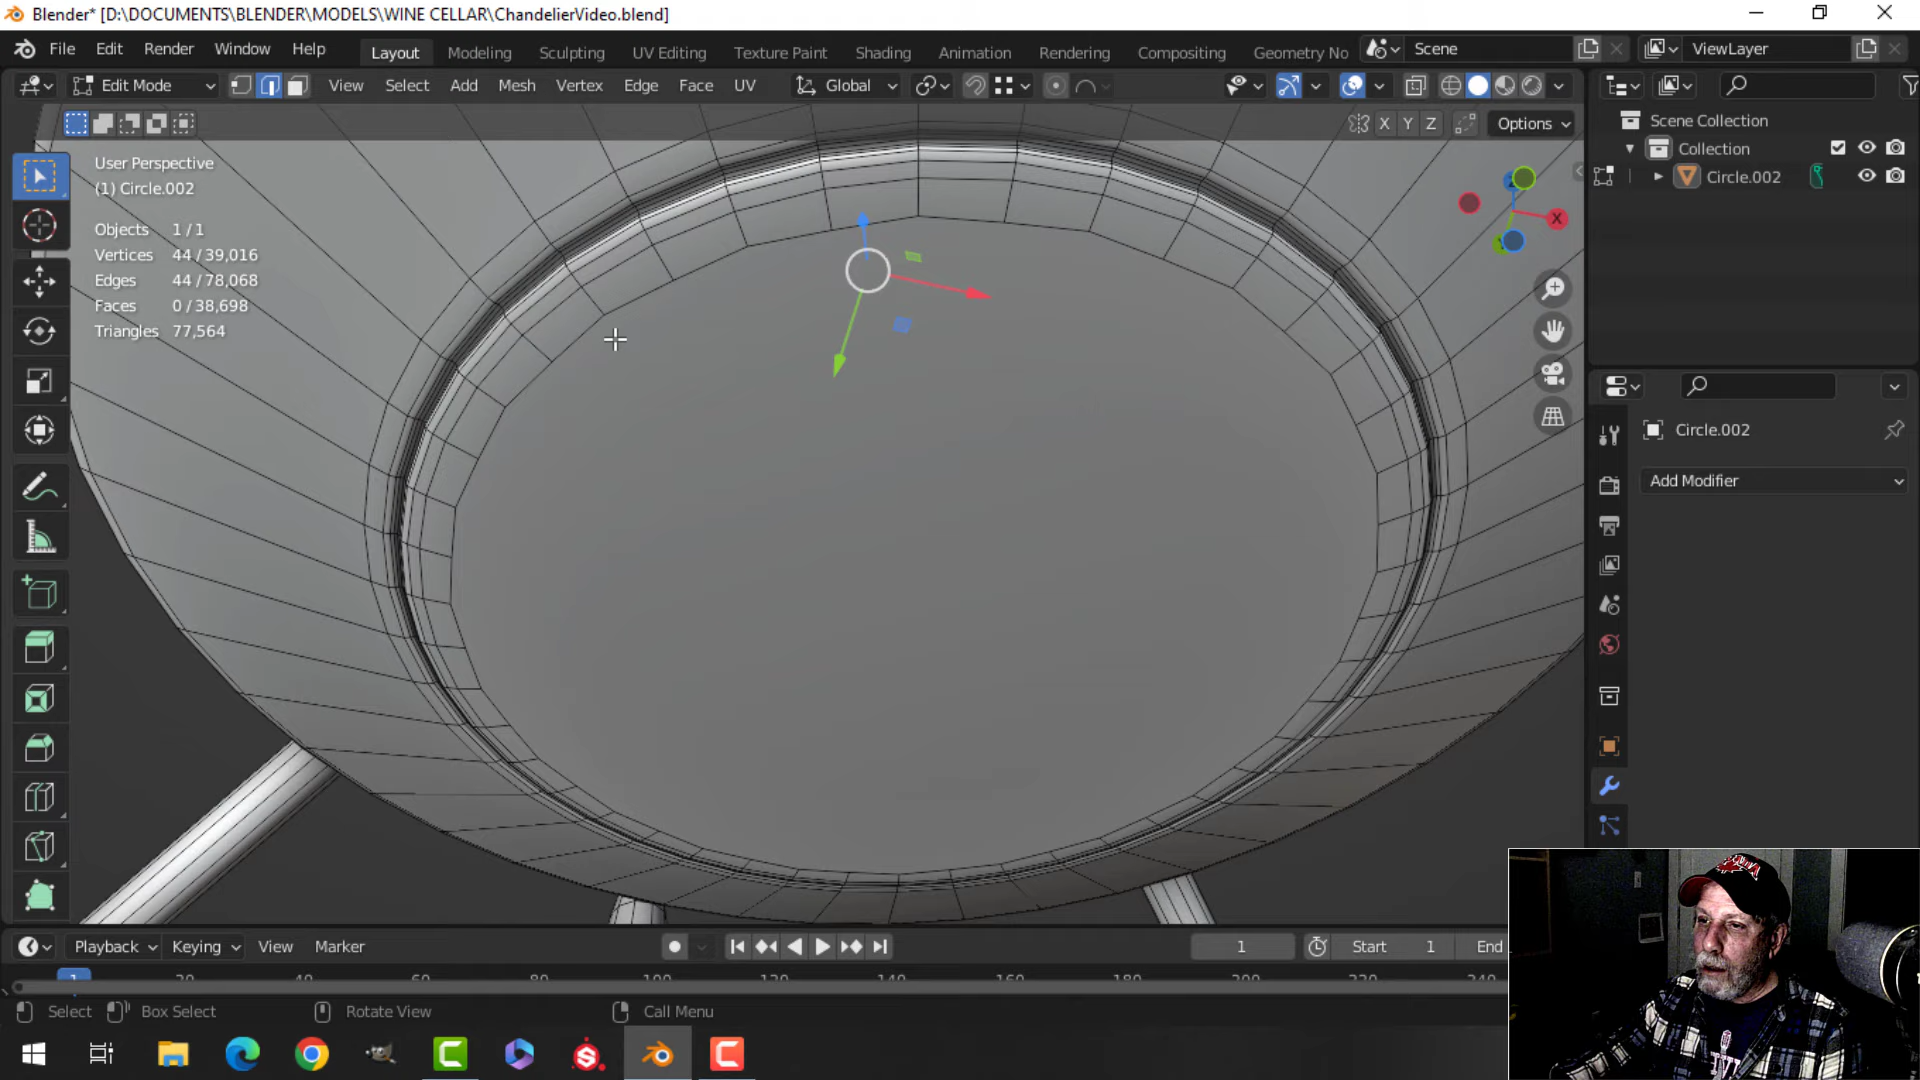 Blender* [D:\DOCUMENTS\BLENDER\MODELS\WINE CELLAR\ChandelierVideo.blend]
File Edit Render Window Help Layout Modeling Sculpting UV Editing Texture Paint Shading Animation Rendering Compositing Geometry No Scene ViewLayer
Edit Mode View Select Add Mesh Vertex Edge Face UV Global
X Y Z Options
Scene Collection
Collection
Circle.002
User Perspective
(1) Circle.002
Objects 1 / 1
Vertices 44 / 39,016
Edges 44 / 78,068
Faces 0 / 38,698
Triangles 77,564
X
Circle.002
Add Modifier
Playback Keying View Marker 1 Start 1 End
1 20 40 60 80 100 120 140 160 180 200 220 240
Select Box Select Rotate View Call Menu